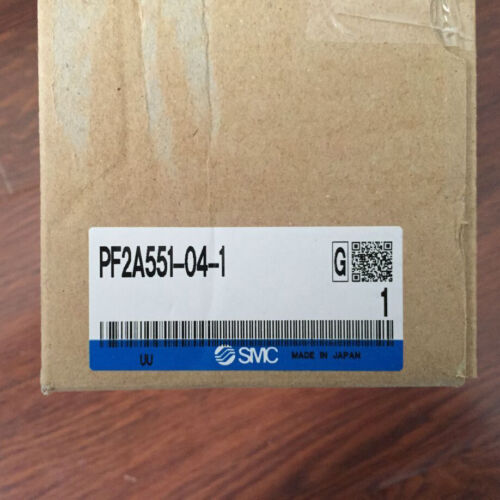 PF2A551-04-1
G
1
UU
SMC
MADE IN JAPAN